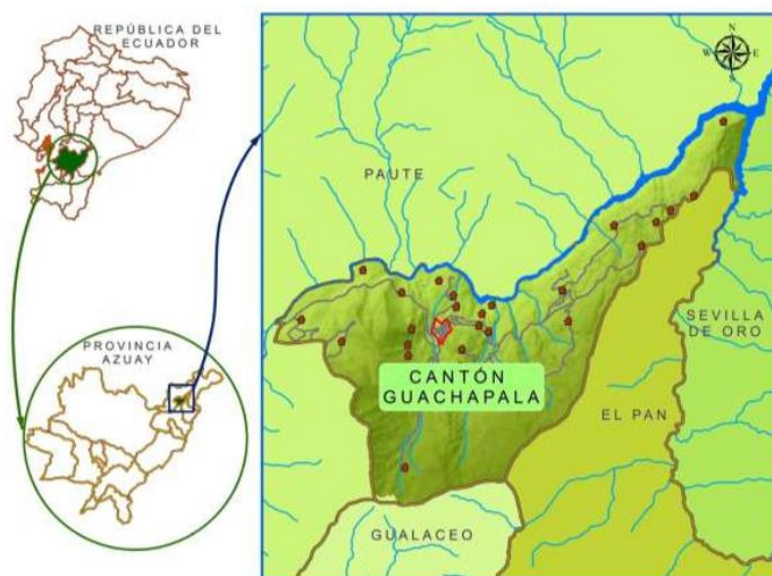 REPÚBLICA DEL
ECUADOR
PROVINCIA
AZUAY
N
W
E
S
PAUTE
SEVILLA
DE ORO
CANTÓN
GUACHAPALA
EL PAN
GUALACEO